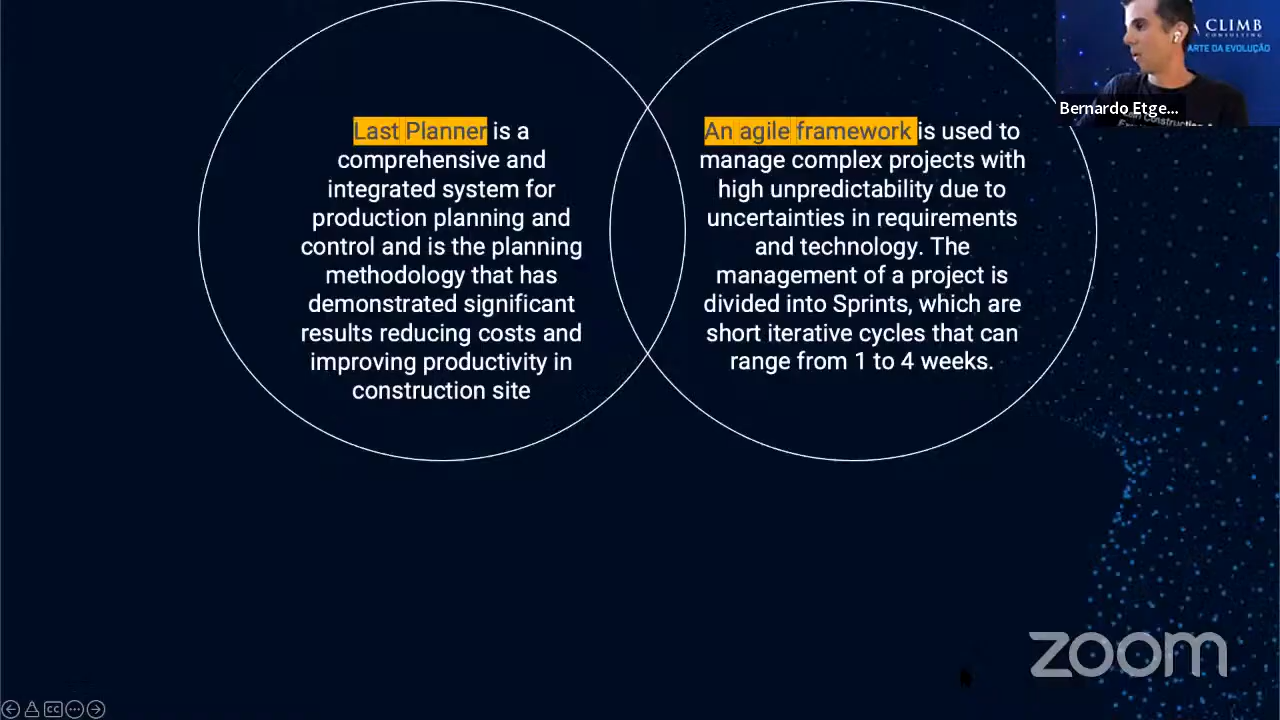 Last Planner is a
comprehensive and
integrated system for
production planning and
control and is the planning
methodology that has
demonstrated significant
results reducing costs and
improving productivity in
construction site
An agile framework is used to
manage complex projects with
high unpredictability due to
uncertainties in requirements
and technology. The
management of a project is
divided into Sprints, which are
short iterative cycles that can
range from 1 to 4 weeks.
CLIMB
CONSULTING
ARTE DA EVOLUÇÃO
Bernardo Etge...
Construction
zoom
CC